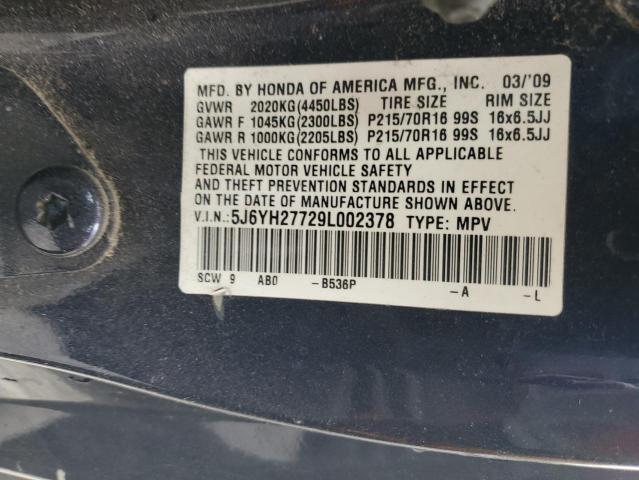 MFD. BY HONDA OF AMERICA MFG., INC. 03/'09
GVWR 2020KG(4450LBS) TIRE SIZE RIM SIZE
GAWR F 1045KG(2300LBS) P215/70R16 99S 16x6.5JJ
GAWR R 1000KG(2205LBS) P215/70R16 99S 16x6.5JJ
THIS VEHICLE CONFORMS TO ALL APPLICABLE
FEDERAL MOTOR VEHICLE SAFETY
AND THEFT PREVENTION STANDARDS IN EFFECT
ON THE DATE OF MANUFACTURE SHOWN ABOVE.
V.I.N.:5J6YH27729L002378 TYPE: MPV
SCW 9 AB0 -B536P -A -L